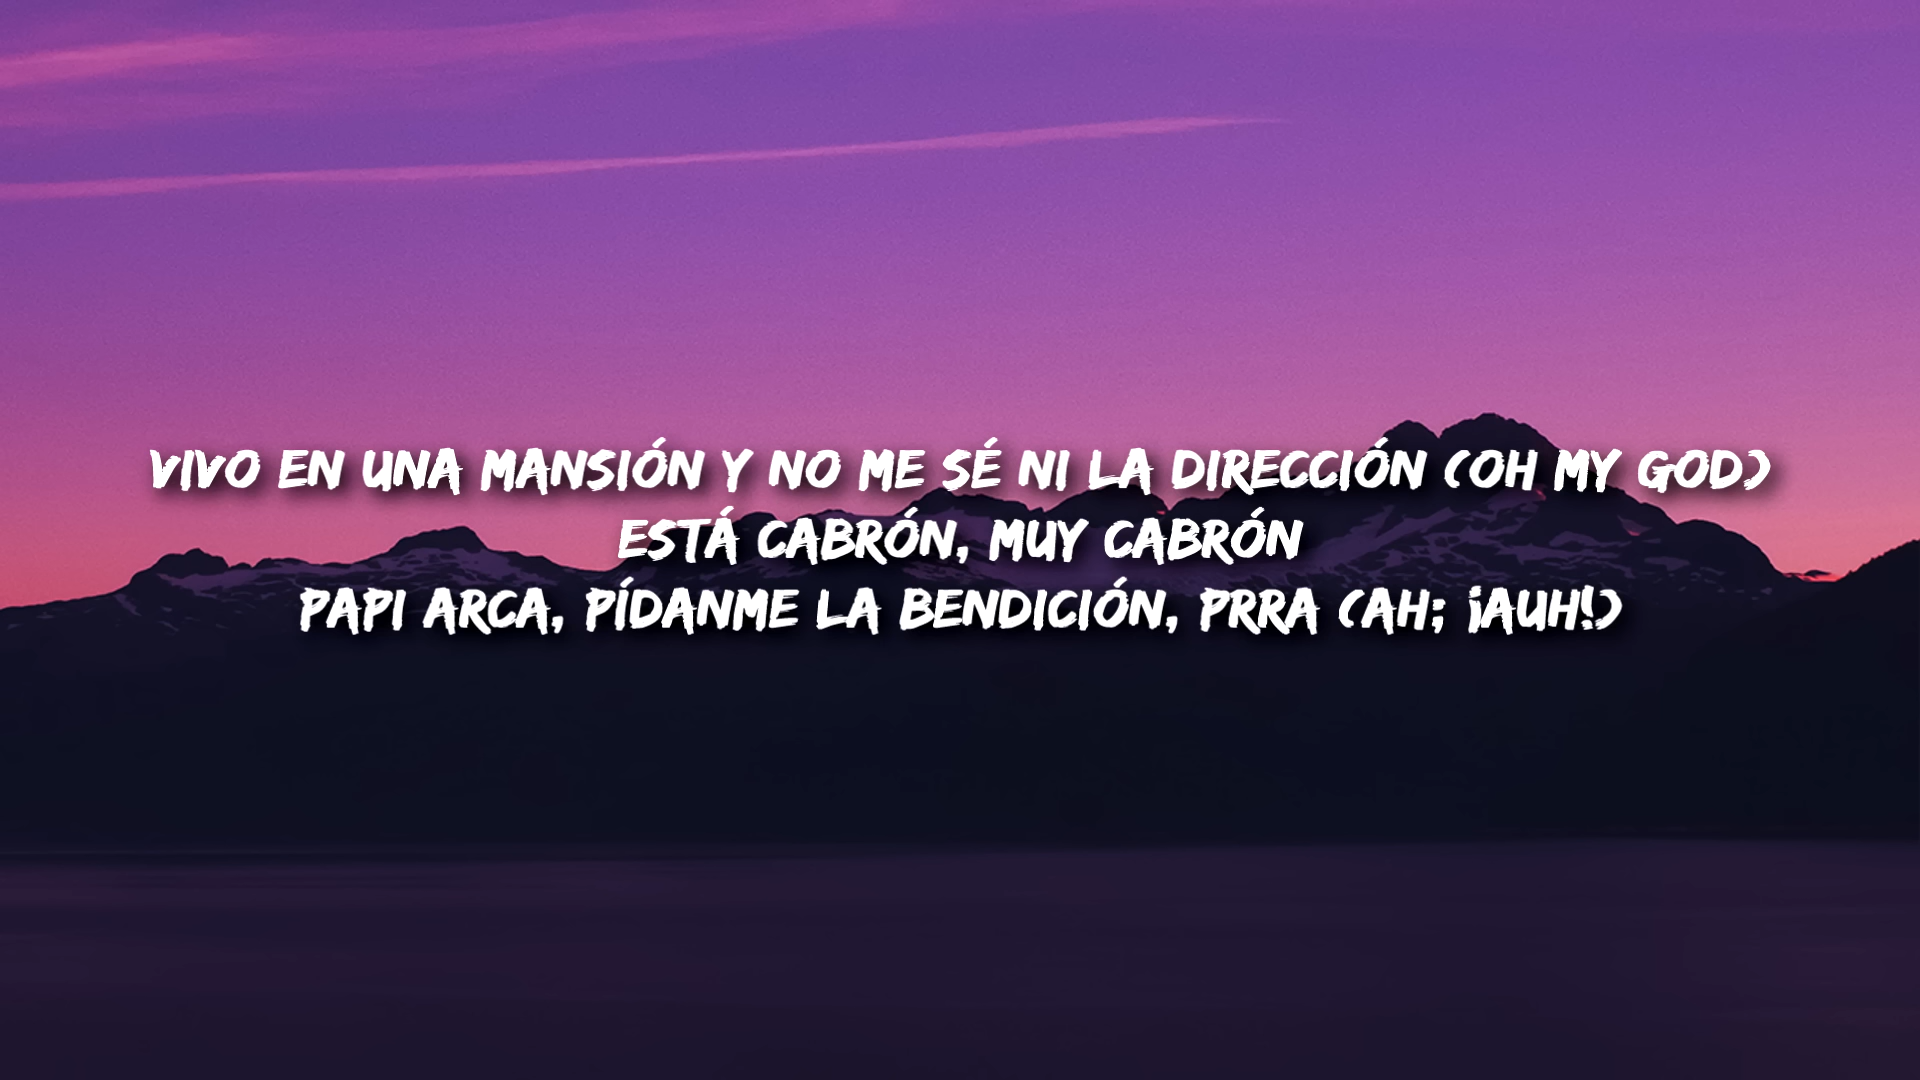 VIVO EN UNA MANSIÓN Y NO ME SÉ NI LA DIRECCIÓN (OH MY GOD)
ESTÁ CABRÓN, MUY CABRÓN
PAPI ARCA, PÍDANME LA BENDICIÓN, PRRA (AH; ¡AUH!)